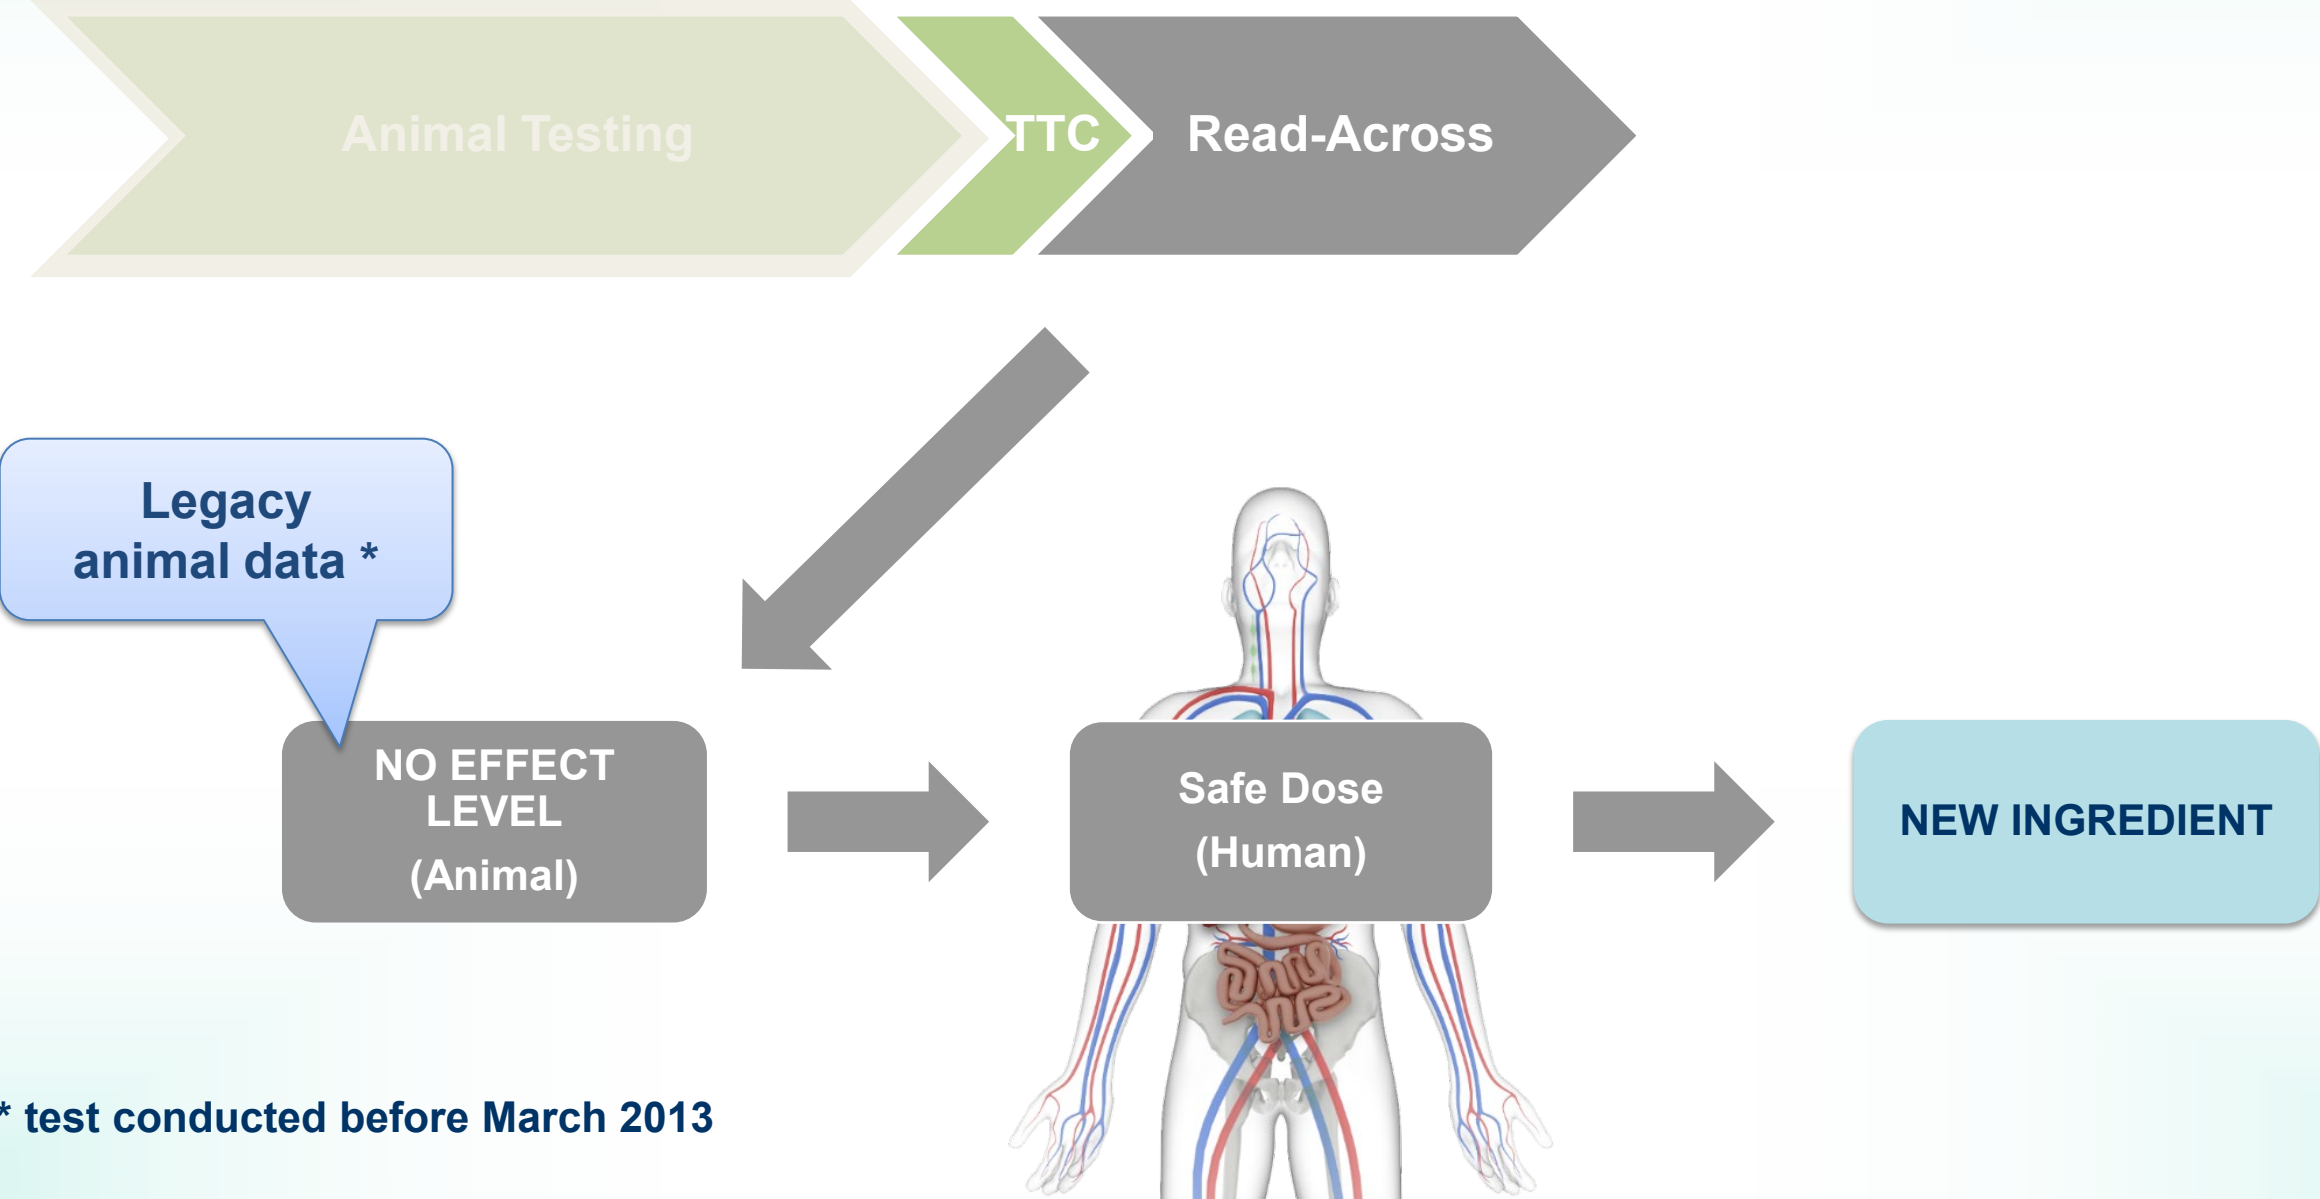 Animal Testing
TTC
Read-Across
Legacy
animal data *
NO EFFECT
LEVEL
(Animal)
Safe Dose
(Human)
NEW INGREDIENT
* test conducted before March 2013